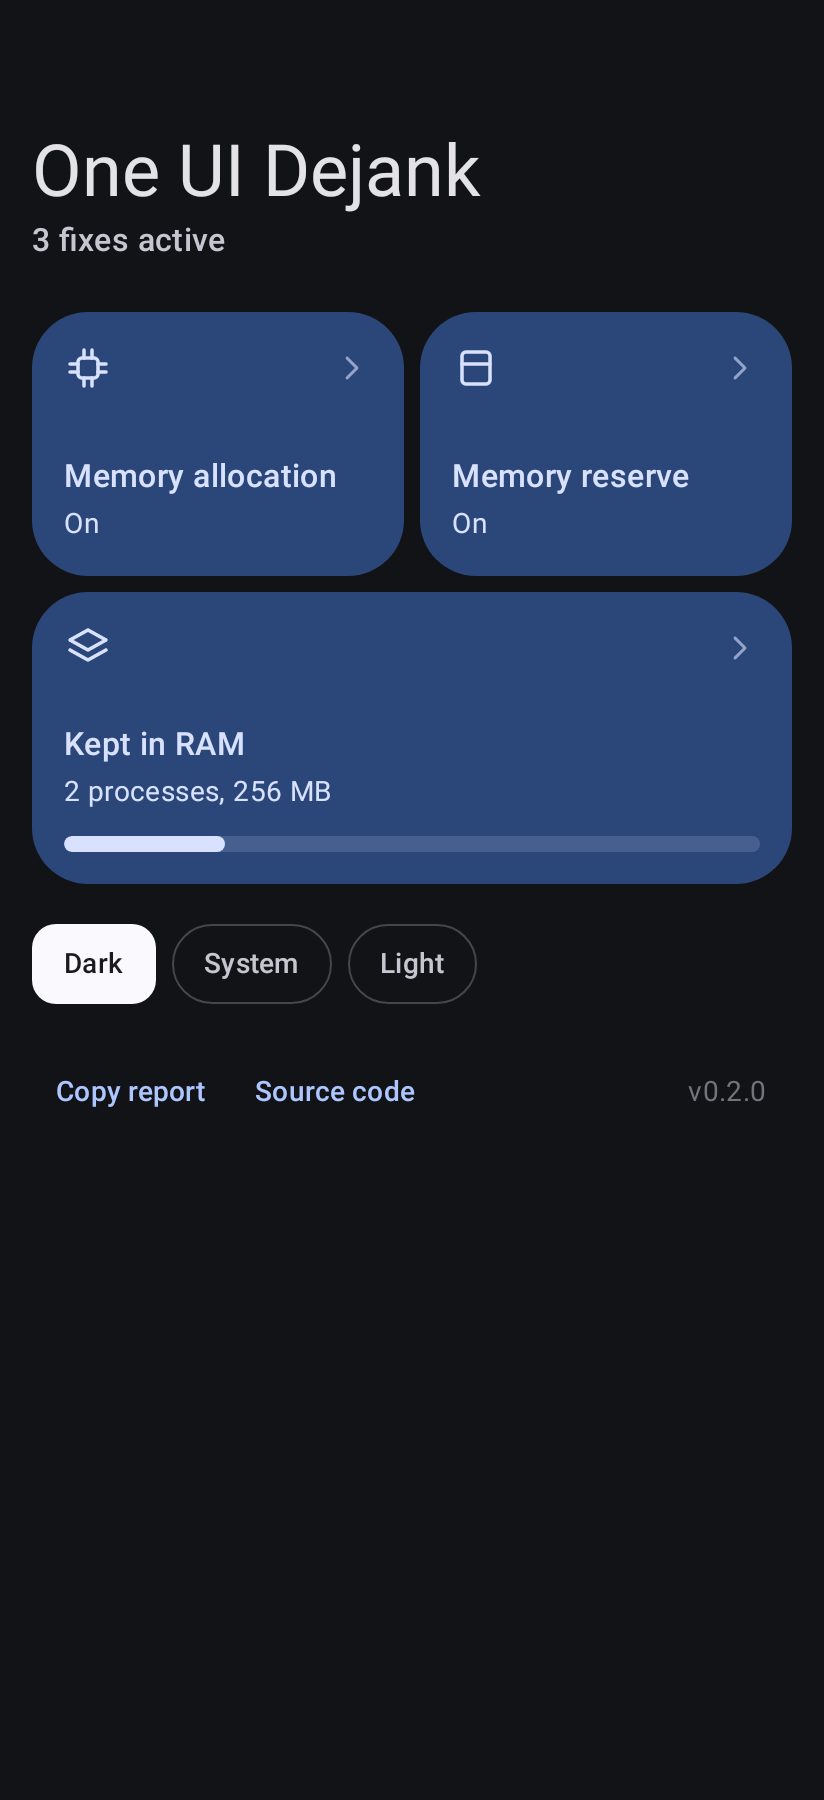 One UI Dejank
3 fixes active
Memory allocation
On
Memory reserve
On
Kept in RAM
2 processes, 256 MB
Dark
System
Light
Copy report
Source code
v0.2.0